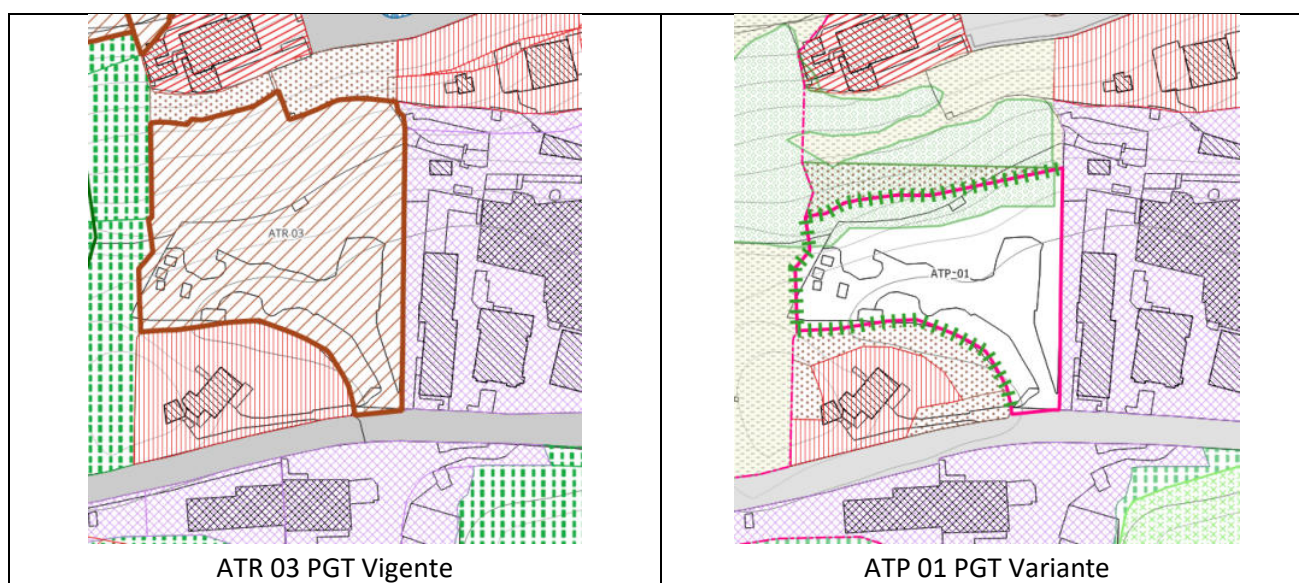 ATR 03
ATP-01
ATR 03 PGT Vigente
ATP 01 PGT Variante